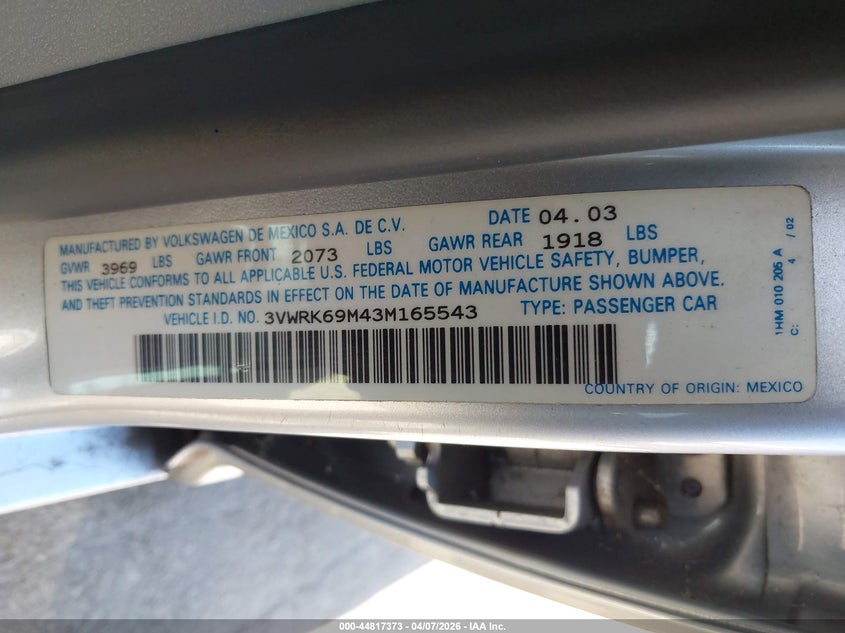 MANUFACTURED BY VOLKSWAGEN DE MEXICO S.A. DE C.V. DATE 04.03
GVWR 3969 LBS GAWR FRONT 2073 LBS GAWR REAR 1918 LBS
THIS VEHICLE CONFORMS TO ALL APPLICABLE U.S. FEDERAL MOTOR VEHICLE SAFETY, BUMPER,
AND THEFT PREVENTION STANDARDS IN EFFECT ON THE DATE OF MANUFACTURE SHOWN ABOVE.
VEHICLE I.D. NO. 3VWRK69M43M165543 TYPE: PASSENGER CAR
COUNTRY OF ORIGIN: MEXICO
1HM 010 206 A
C: 4 / 02
000-44817373 | 04/07/2026 | IAA Inc.